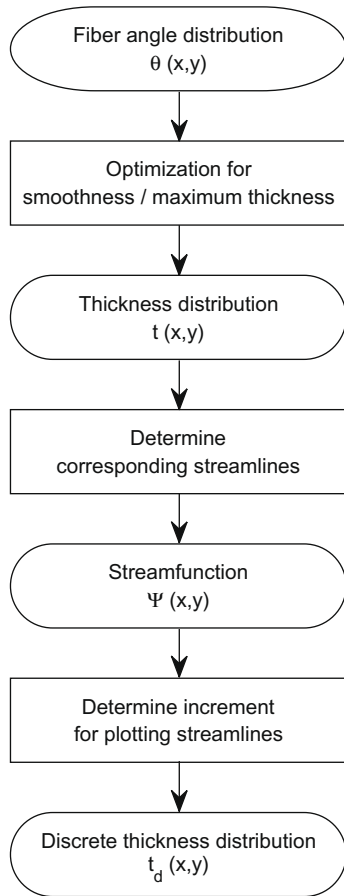 Fiber angle distribution
θ (x,y)
Optimization for
smoothness / maximum thickness
Thickness distribution
t (x,y)
Determine
corresponding streamlines
Streamfunction
Ψ (x,y)
Determine increment
for plotting streamlines
Discrete thickness distribution
t_d (x,y)